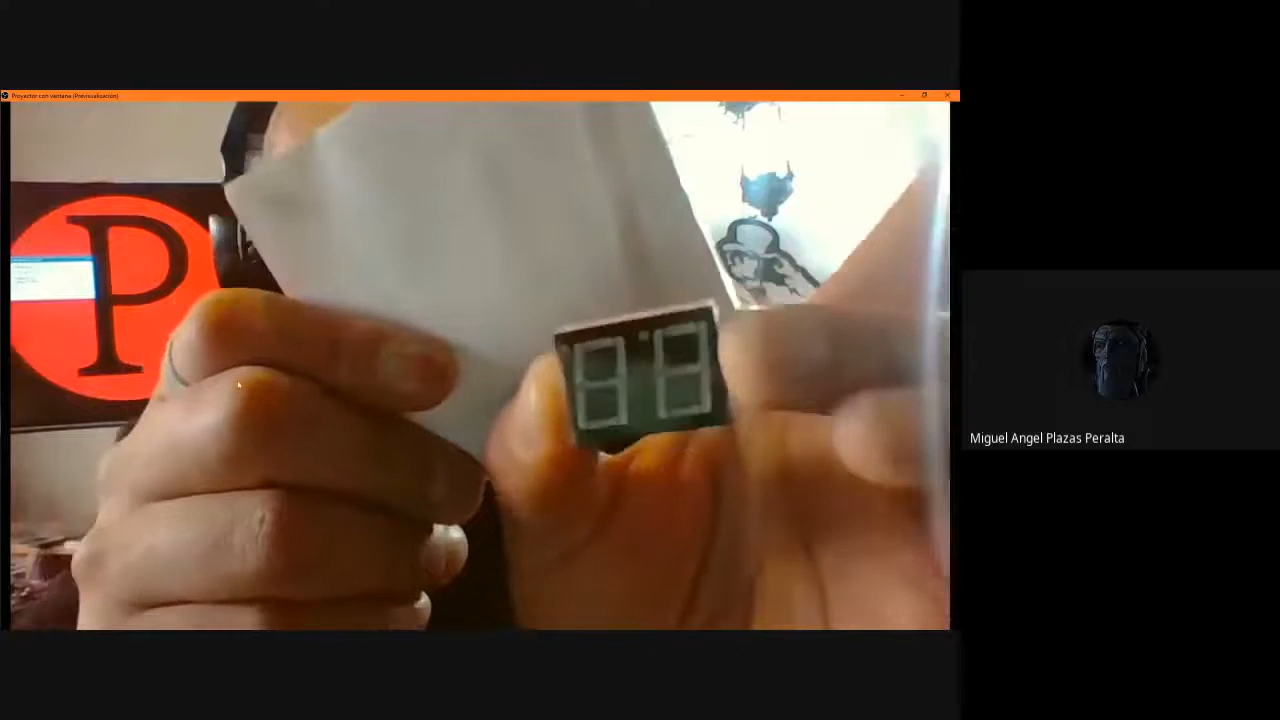 Proyector con ventana (Previsualización)
P
Miguel Angel Plazas Peralta